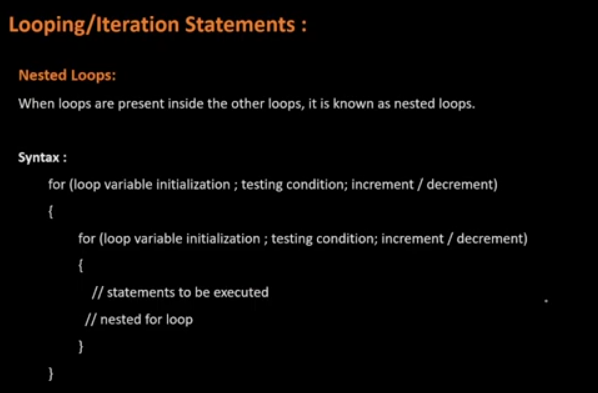 Looping/Iteration Statements :
Nested Loops:
When loops are present inside the other loops, it is known as nested loops.
Syntax :
for (loop variable initialization ; testing condition; increment / decrement)
{
for (loop variable initialization ; testing condition; increment / decrement)
{
// statements to be executed
// nested for loop
}
}